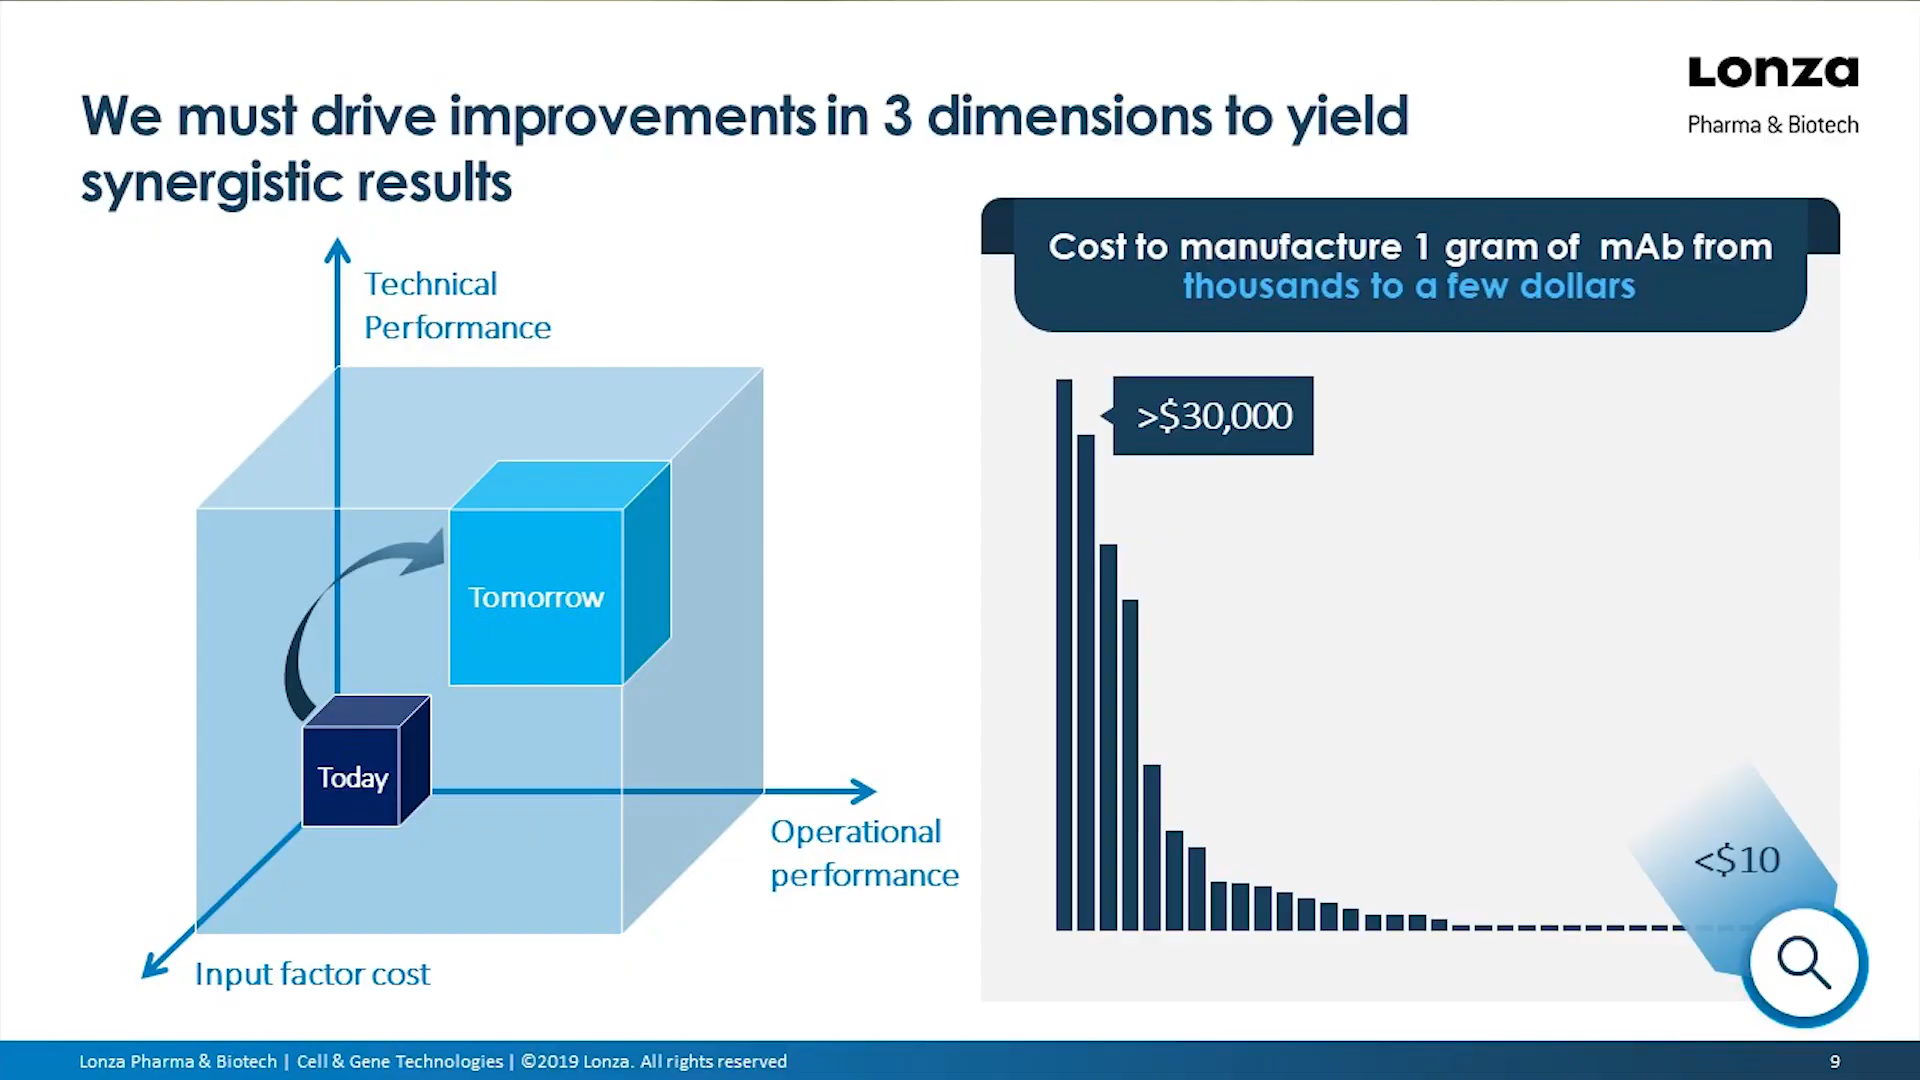 Lonza
Pharma & Biotech
We must drive improvements in 3 dimensions to yield
synergistic results
Technical
Performance
Tomorrow
Today
Operational
performance
Input factor cost
Cost to manufacture 1 gram of mAb from
thousands to a few dollars
>$30,000
<$10
Lonza Pharma & Biotech | Cell & Gene Technologies | ©2019 Lonza. All rights reserved
9